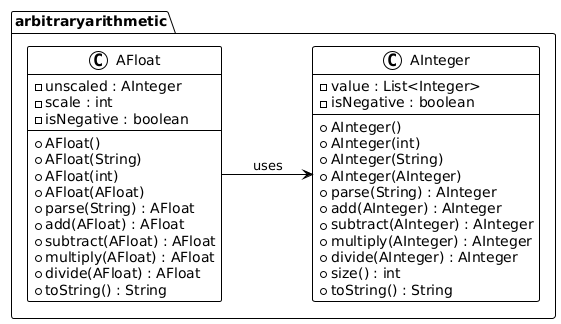 arbitraryarithmetic
C AFloat
unscaled : AInteger
scale : int
isNegative : boolean
AFloat()
AFloat(String)
AFloat(int)
AFloat(AFloat)
parse(String) : AFloat
add(AFloat) : AFloat
subtract(AFloat) : AFloat
multiply(AFloat) : AFloat
divide(AFloat) : AFloat
toString() : String
uses
C AInteger
value : List<Integer>
isNegative : boolean
AInteger()
AInteger(int)
AInteger(String)
AInteger(AInteger)
parse(String) : AInteger
add(AInteger) : AInteger
subtract(AInteger) : AInteger
multiply(AInteger) : AInteger
divide(AInteger) : AInteger
size() : int
toString() : String